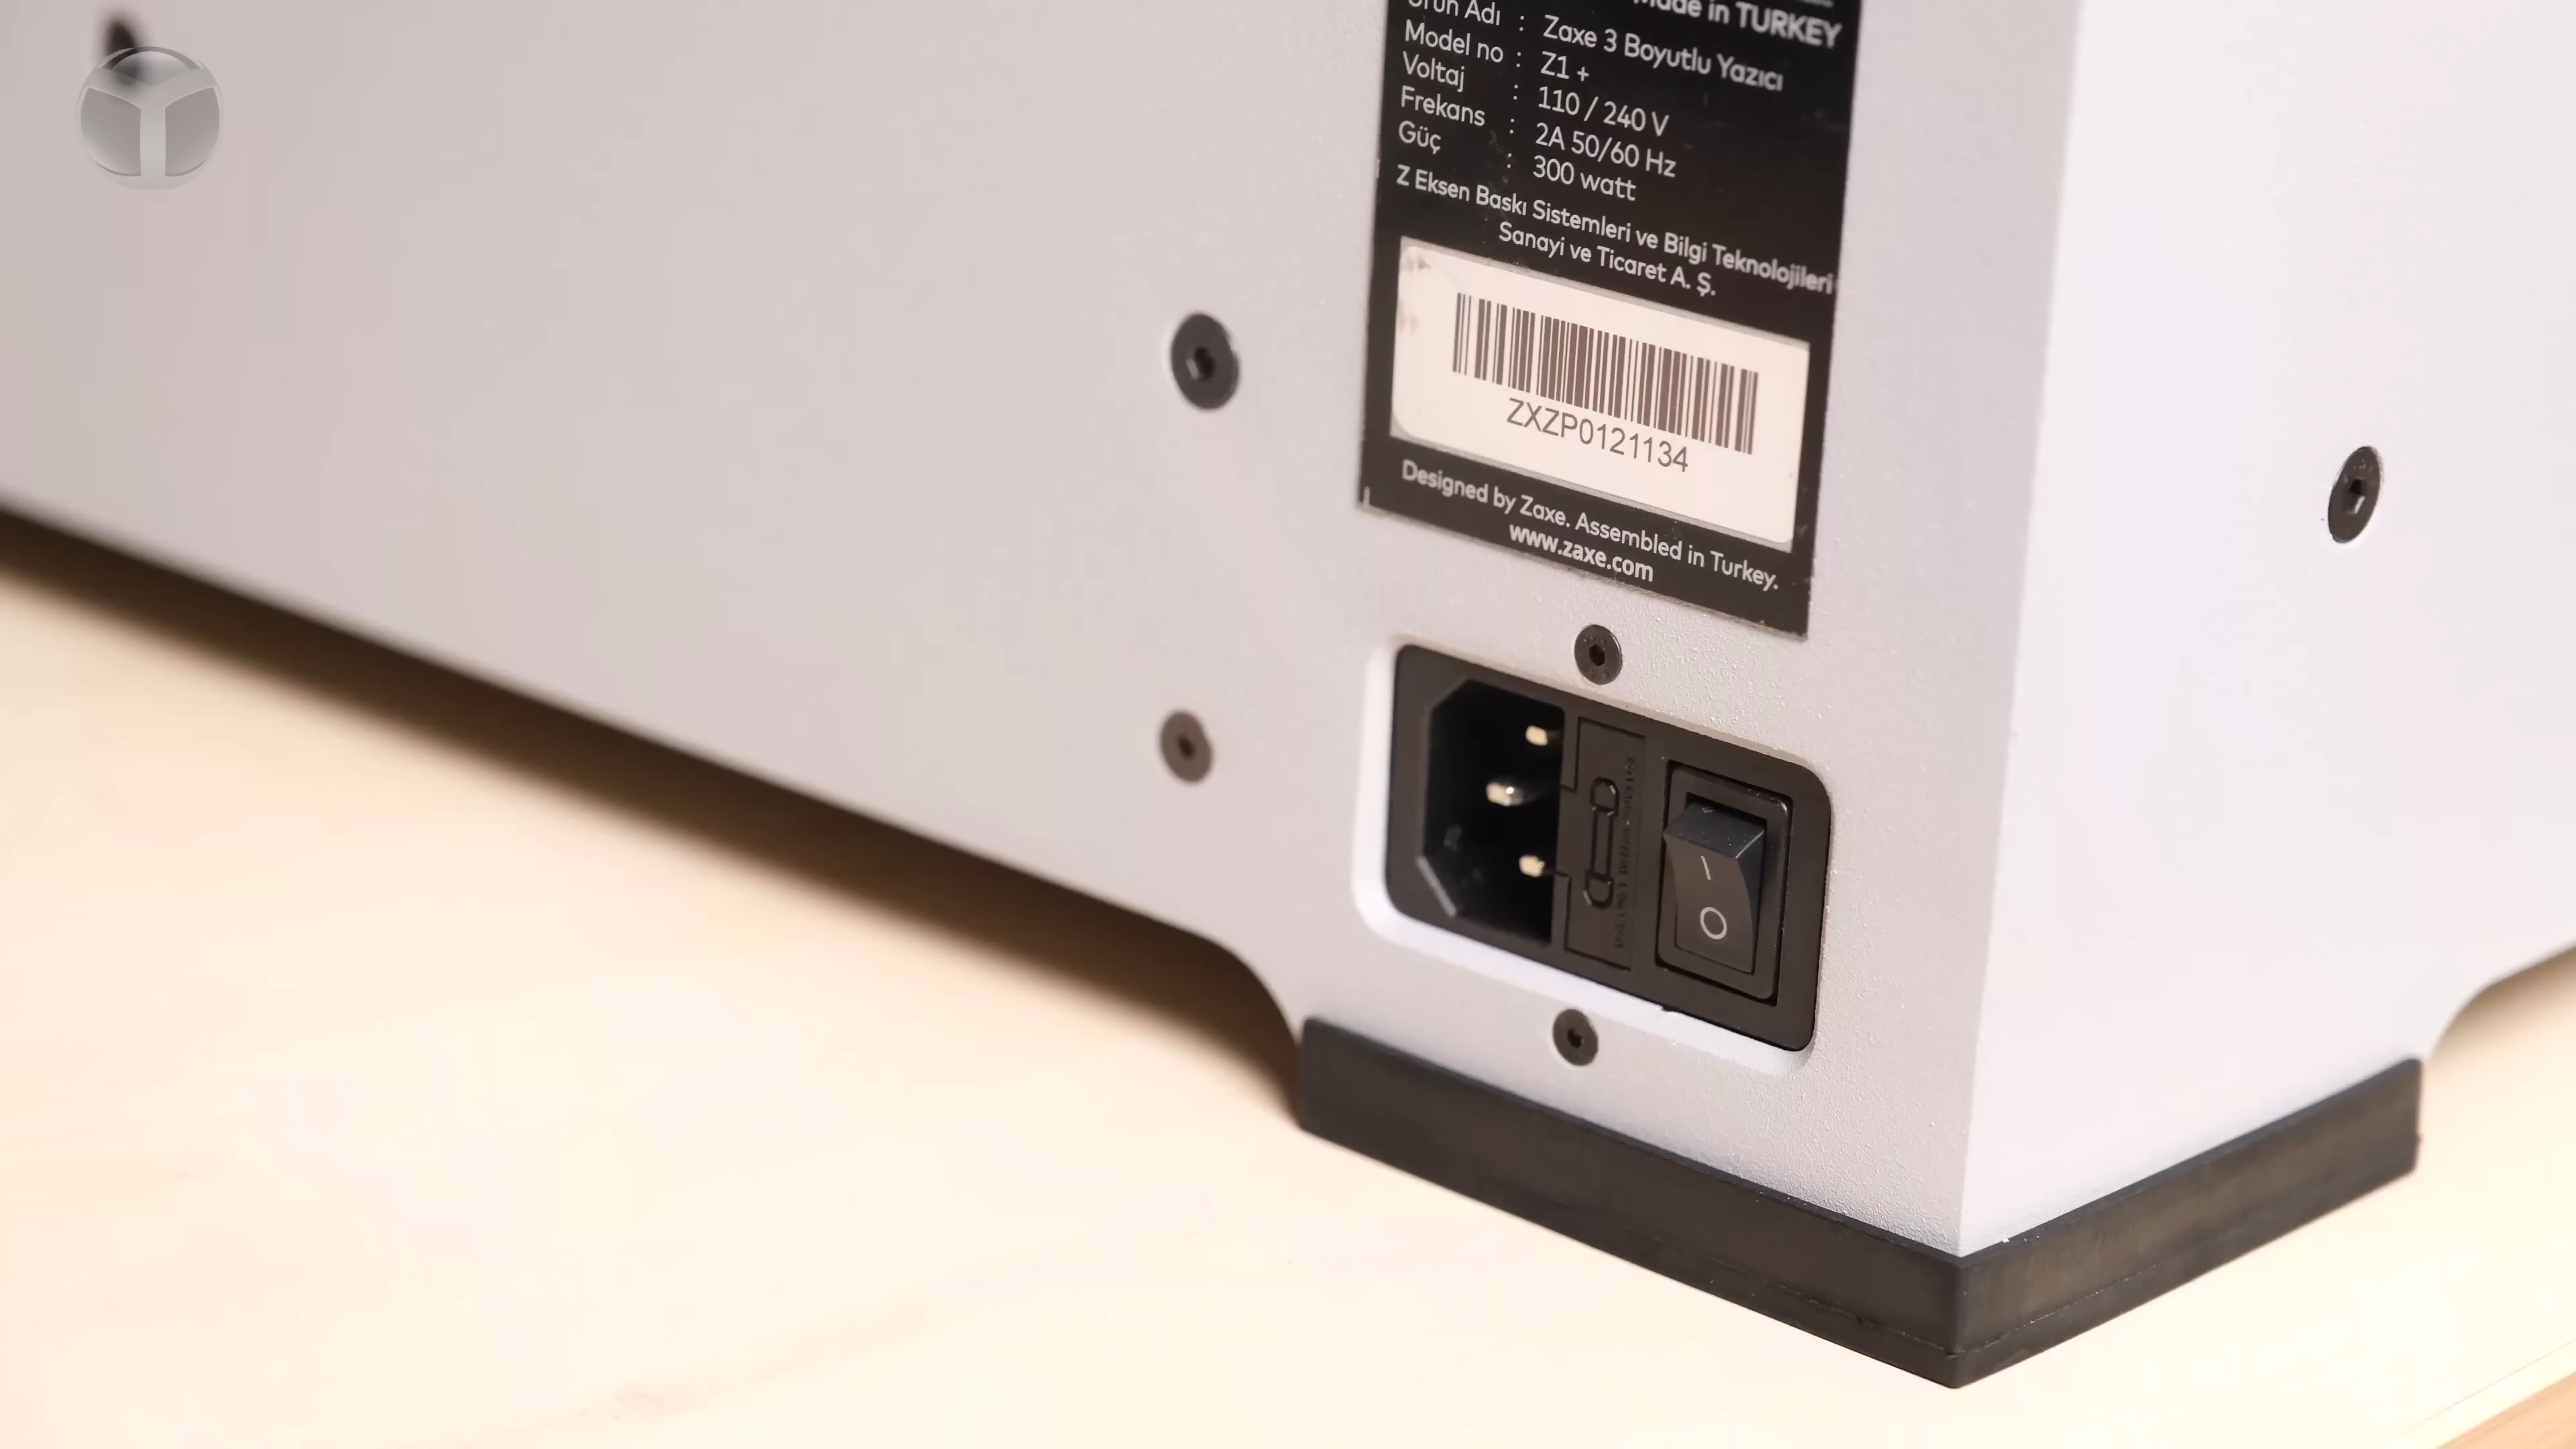 Made in TURKEY
Ürün Adı : Zaxe 3 Boyutlu Yazıcı
Model no : Z1 +
Voltaj : 110 / 240 V
Frekans : 2A 50/60 Hz
Güç : 300 watt
Z Eksen Baskı Sistemleri ve Bilgi Teknolojileri
Sanayi ve Ticaret A. Ş.
ZXZP0121134
Designed by Zaxe. Assembled in Turkey.
www.zaxe.com